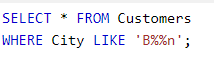 SELECT * FROM Customers
WHERE City LIKE 'B%%n';